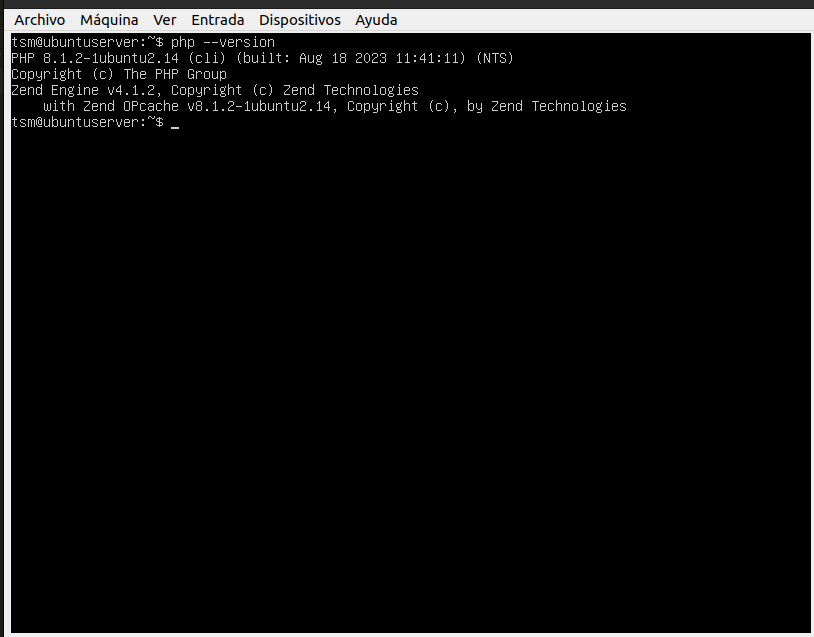 Archivo Máquina Ver Entrada Dispositivos Ayuda
tsm@ubuntuserver:~$ php --version
PHP 8.1.2-1ubuntu2.14 (cli) (built: Aug 18 2023 11:41:11) (NTS)
Copyright (c) The PHP Group
Zend Engine v4.1.2, Copyright (c) Zend Technologies
    with Zend OPcache v8.1.2-1ubuntu2.14, Copyright (c), by Zend Technologies
tsm@ubuntuserver:~$ _